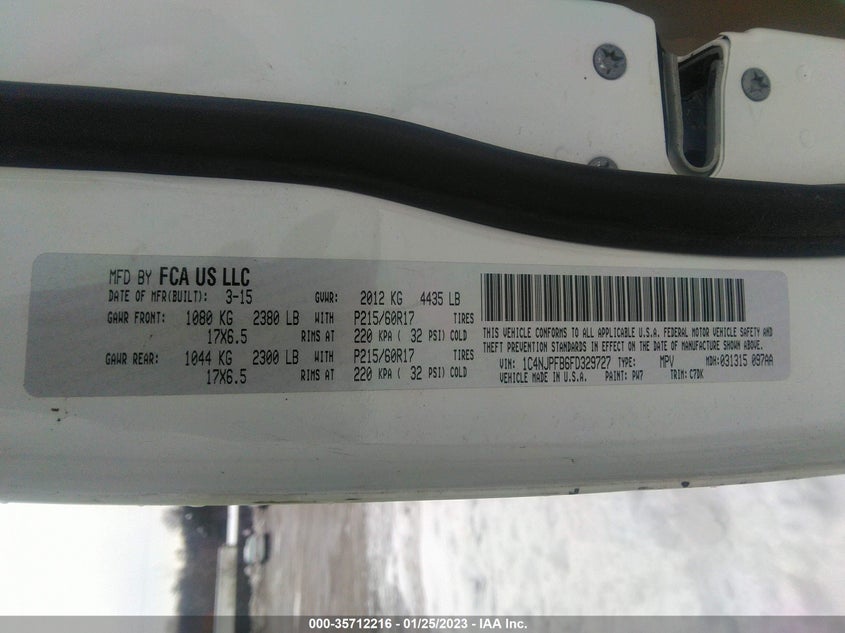 MFD BY FCA US LLC
DATE OF MFR(BUILT): 3-15 GVWR: 2012 KG 4435 LB
GAWR FRONT: 1080 KG 2380 LB WITH P215/60R17 TIRES
17X6.5 RIMS AT 220 KPA ( 32 PSI) COLD
GAWR REAR: 1044 KG 2300 LB WITH P215/60R17 TIRES
17X6.5 RIMS AT 220 KPA ( 32 PSI) COLD
THIS VEHICLE CONFORMS TO ALL APPLICABLE U.S.A. FEDERAL MOTOR VEHICLE SAFETY AND
THEFT PREVENTION STANDARDS IN EFFECT ON THE DATE OF MANUFACTURE SHOWN ABOVE.
VIN: 1C4NJPFB6FD329727 TYPE: MPV MDH:031315 097AA
VEHICLE MADE IN U.S.A. PAINT: PW7 TRIM: C7DK
000-35712216 - 01/25/2023 - IAA Inc.